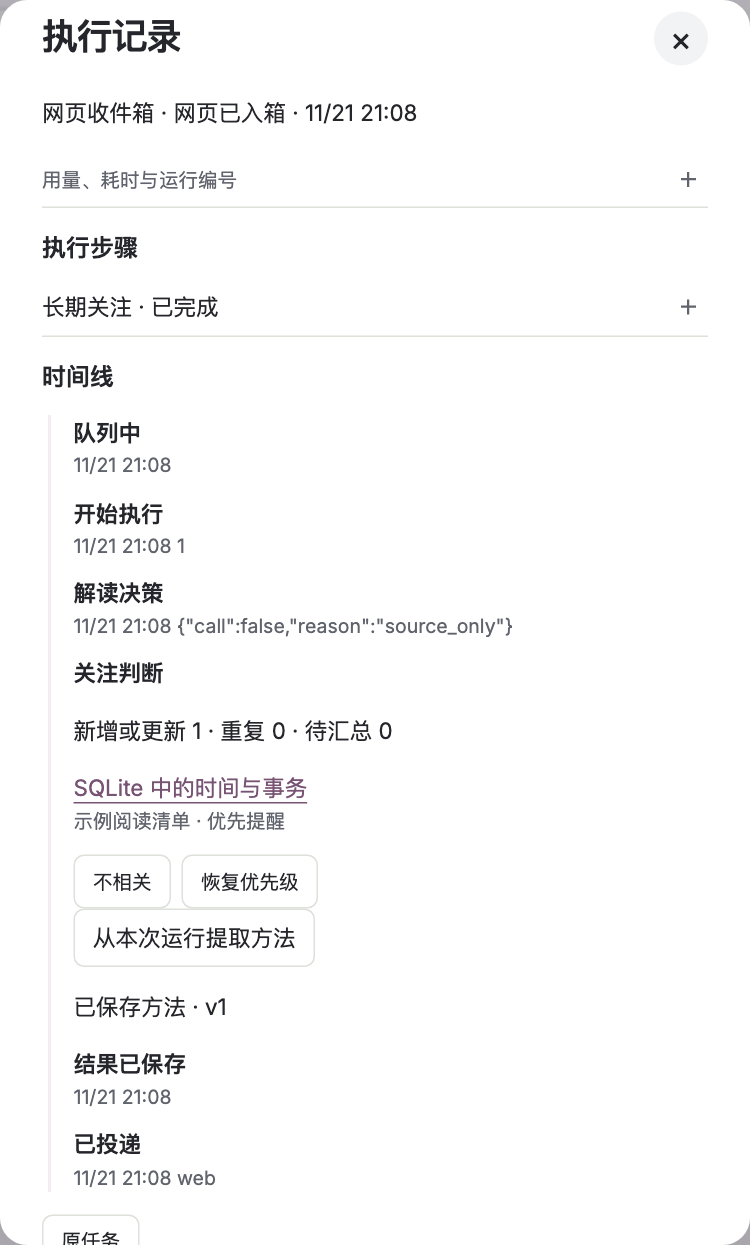 执行记录
网页收件箱 · 网页已入箱 · 11/21 21:08
用量、耗时与运行编号
执行步骤
长期关注 · 已完成
时间线
队列中
11/21 21:08
开始执行
11/21 21:08 1
解读决策
11/21 21:08 {"call":false,"reason":"source_only"}
关注判断
新增或更新 1 · 重复 0 · 待汇总 0
SQLite 中的时间与事务
示例阅读清单 · 优先提醒
不相关 恢复优先级
从本次运行提取方法
已保存方法 · v1
结果已保存
11/21 21:08
已投递
11/21 21:08 web
原任务